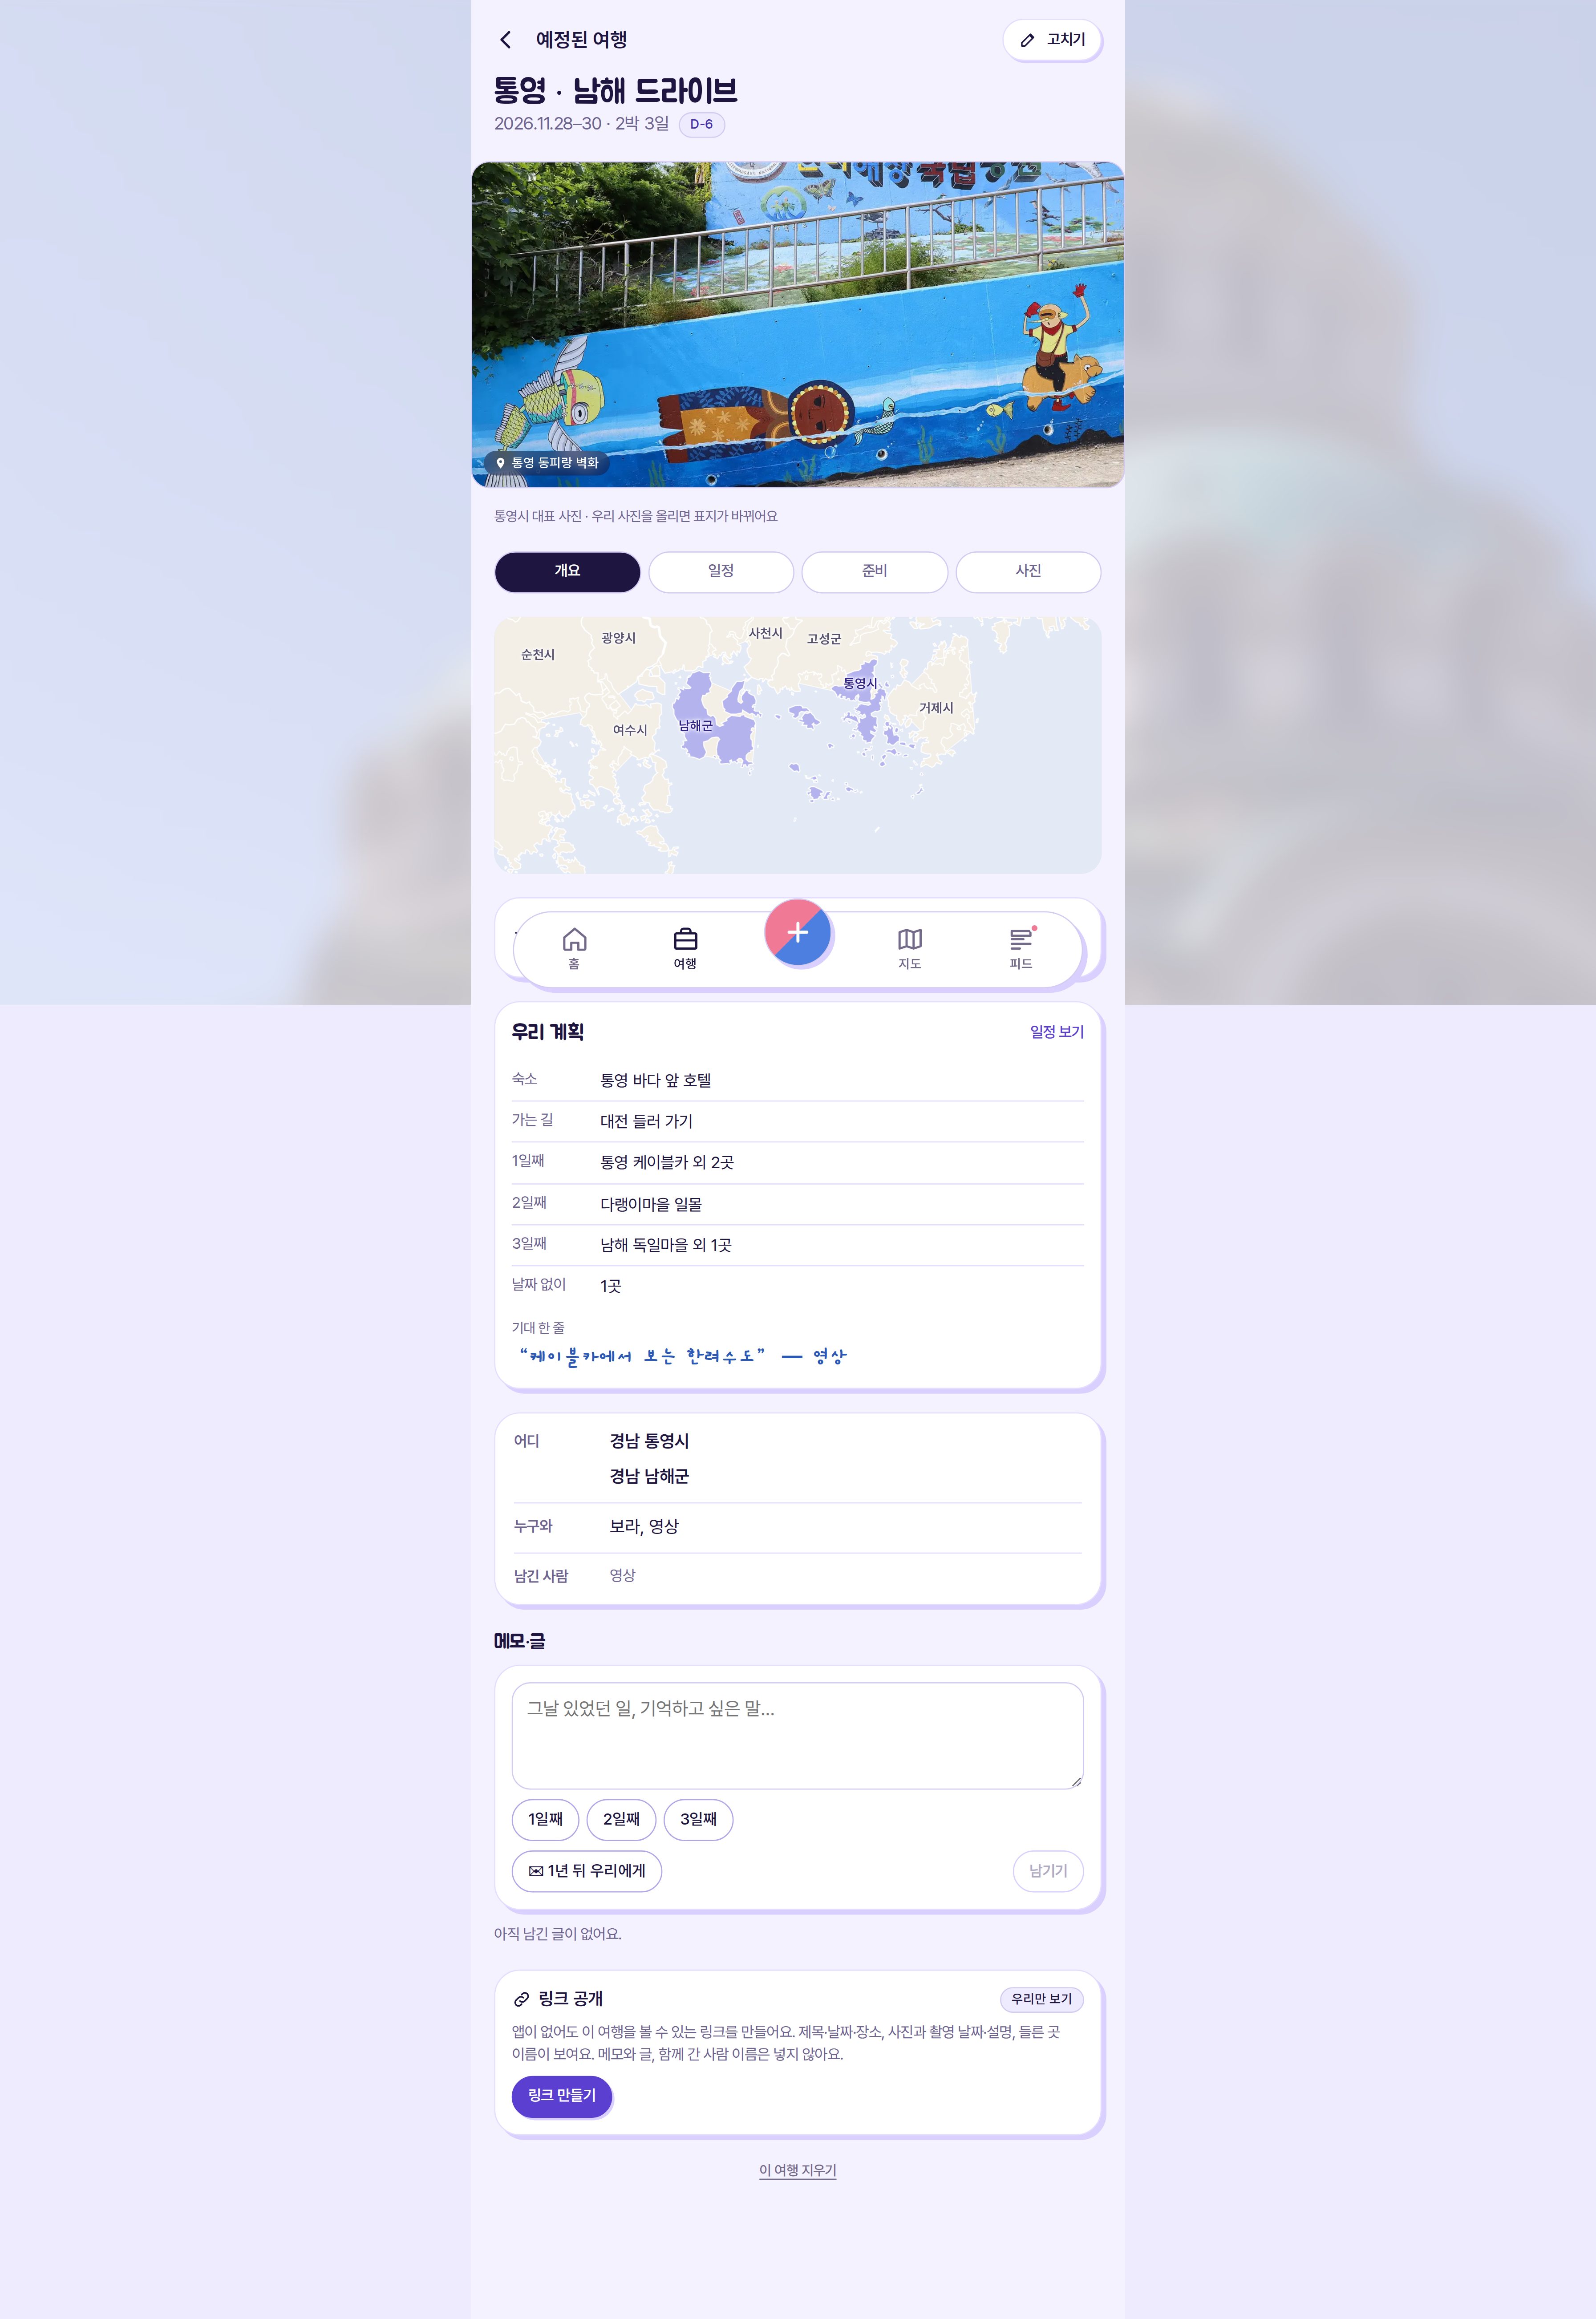 예정된 여행
고치기
통영 · 남해 드라이브
2026.11.28–30 · 2박 3일 D-6
통영 동피랑 벽화
통영시 대표 사진 · 우리 사진을 올리면 표지가 바뀌어요
개요 일정 준비 사진
순천시
광양시
사천시
고성군
통영시
거제시
여수시
남해군
홈 여행 지도 피드
우리 계획 일정 보기
숙소 통영 바다 앞 호텔
가는 길 대전 들러 가기
1일째 통영 케이블카 외 2곳
2일째 다랭이마을 일몰
3일째 남해 독일마을 외 1곳
날짜 없이 1곳
기대 한 줄
“케이블카에서 보는 한려수도” — 영상
어디 경남 통영시
경남 남해군
누구와 보라, 영상
남긴 사람 영상
메모·글
그날 있었던 일, 기억하고 싶은 말...
1일째 2일째 3일째
✉ 1년 뒤 우리에게 남기기
아직 남긴 글이 없어요.
링크 공개 우리만 보기
앱이 없어도 이 여행을 볼 수 있는 링크를 만들어요. 제목·날짜·장소, 사진과 촬영 날짜·설명, 들른 곳
이름이 보여요. 메모와 글, 함께 간 사람 이름은 넣지 않아요.
링크 만들기
이 여행 지우기